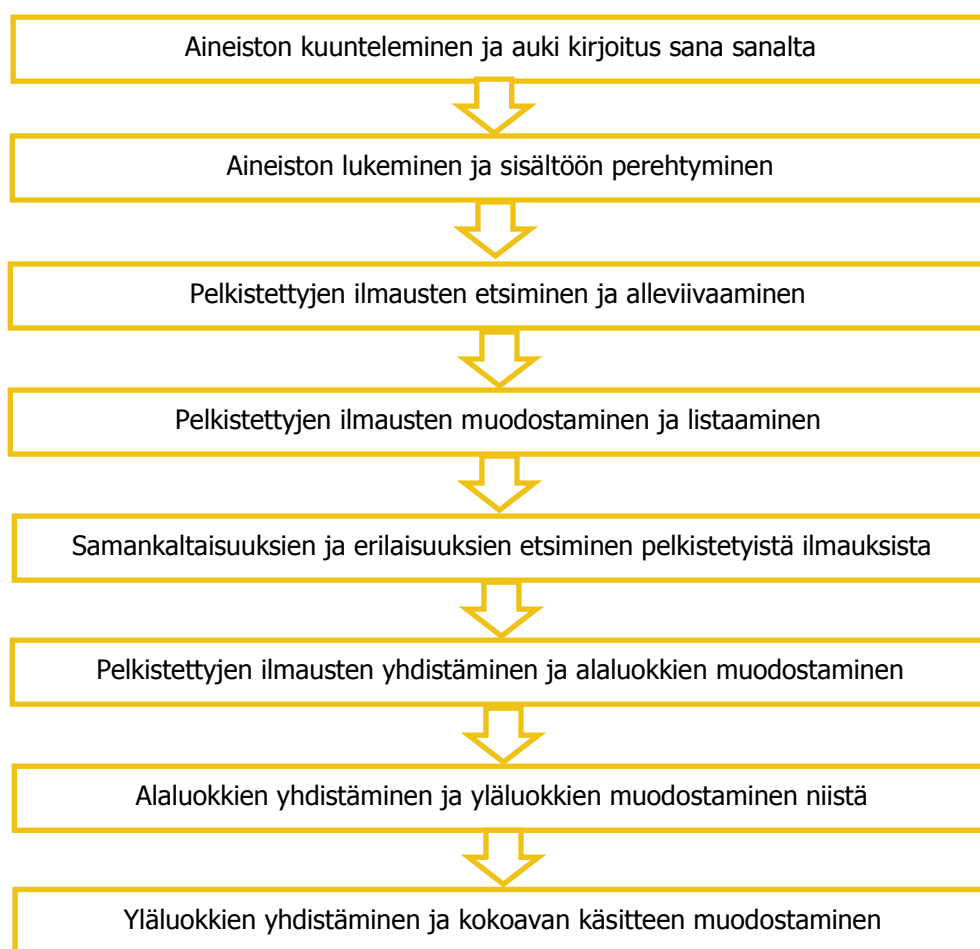 Aineiston kuunteleminen ja auki kirjoitus sana sanalta
Aineiston lukeminen ja sisältöön perehtyminen
Pelkistettyjen ilmausten etsiminen ja alleviivaaminen
Pelkistettyjen ilmausten muodostaminen ja listaaminen
Samankaltaisuuksien ja erilaisuuksien etsiminen pelkistetyistä ilmauksista
Pelkistettyjen ilmausten yhdistäminen ja alaluokkien muodostaminen
Alaluokkien yhdistäminen ja yläluokkien muodostaminen niistä
Yläluokkien yhdistäminen ja kokoavan käsitteen muodostaminen